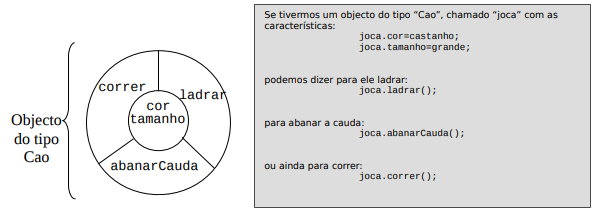 Objecto
do tipo
Cao
correr
ladrar
cor
tamanho
abanarCauda
Se tivermos um objecto do tipo “Cao”, chamado “joca” com as
características:
joca.cor=castanho;
joca.tamanho=grande;
podemos dizer para ele ladrar:
joca.ladrar();
para abanar a cauda:
joca.abanarCauda();
ou ainda para correr:
joca.correr();